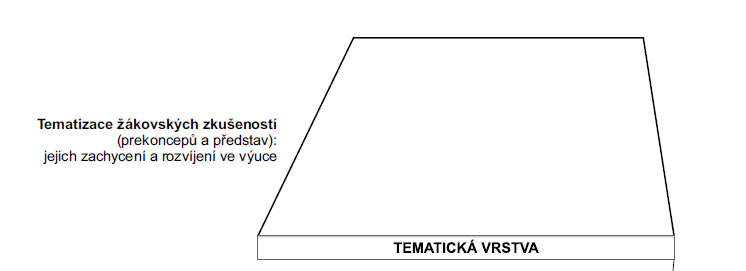 Tematizace žákovských zkušeností
(prekonceptů a představ):
jejich zachycení a rozvíjení ve výuce
TEMATICKÁ VRSTVA